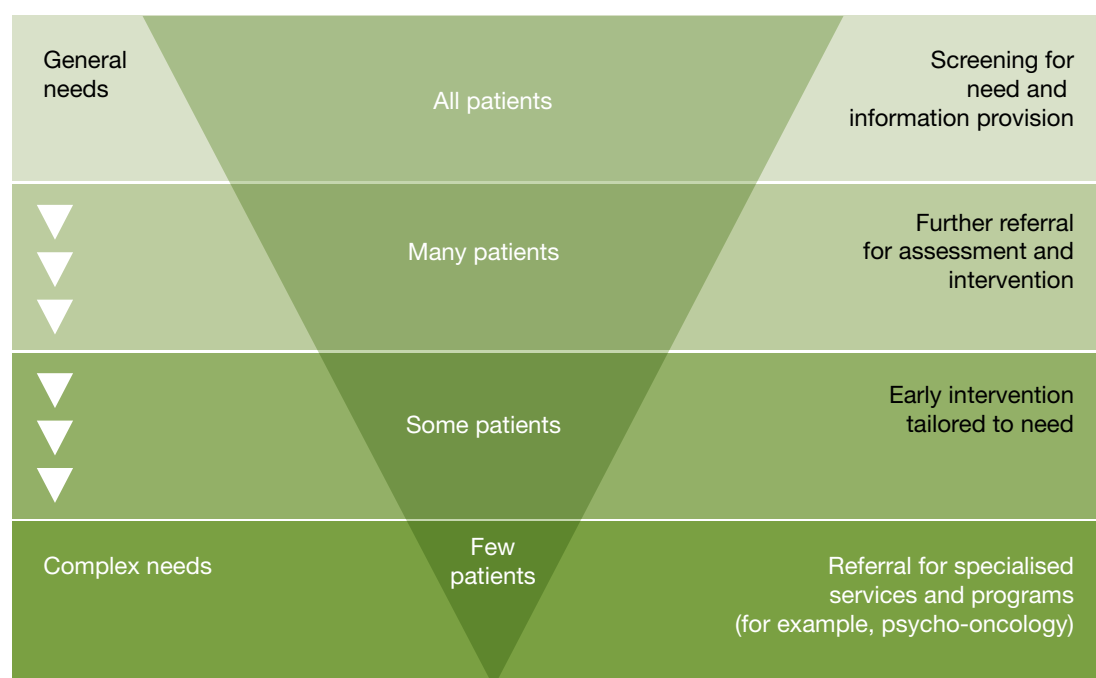 General
needs
All patients
Screening for
need and
information provision
Many patients
Further referral
for assessment and
intervention
Some patients
Early intervention
tailored to need
Complex needs
Few
patients
Referral for specialised
services and programs
(for example, psycho-oncology)